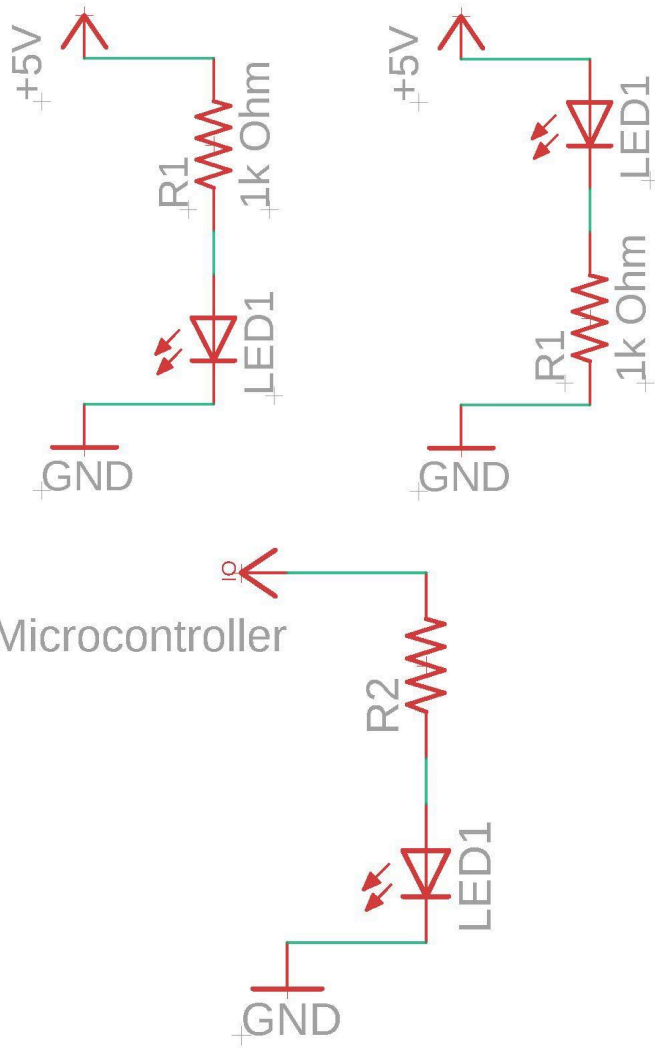 +5V
R1
1k Ohm
LED1
GND
+5V
LED1
R1
1k Ohm
GND
IO
Microcontroller
R2
LED1
GND